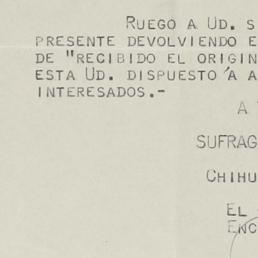 RUEGO A UD. S
PRESENTE DEVOLVIENDO E
DE "RECIBIDO EL ORIGIN
ESTA UD. DISPUESTO A A
INTERESADOS.-
A
SUFRAG
CHIHU
EL
ENC